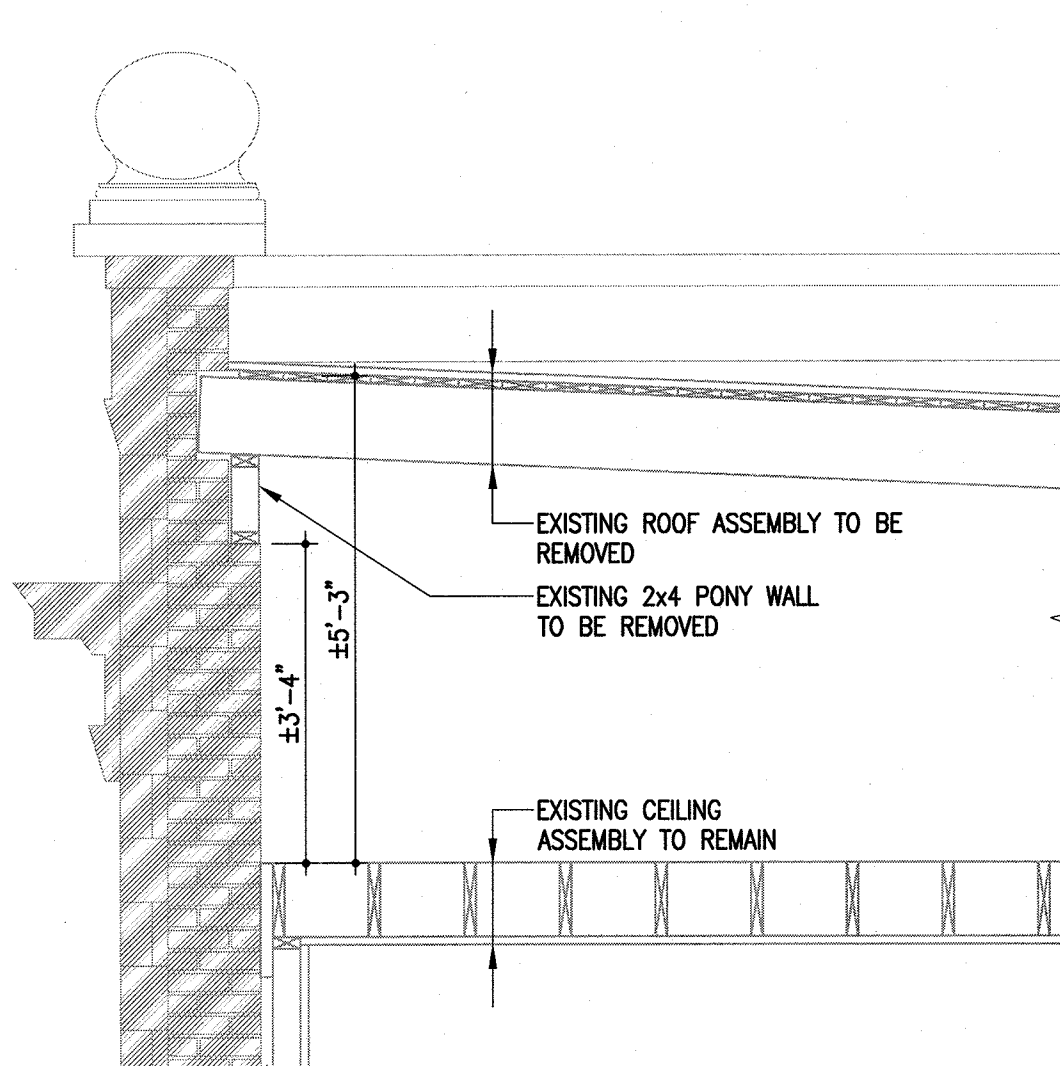 EXISTING ROOF ASSEMBLY TO BE
REMOVED
EXISTING 2x4 PONY WALL
TO BE REMOVED
±5'-3"
±3'-4"
EXISTING CEILING
ASSEMBLY TO REMAIN